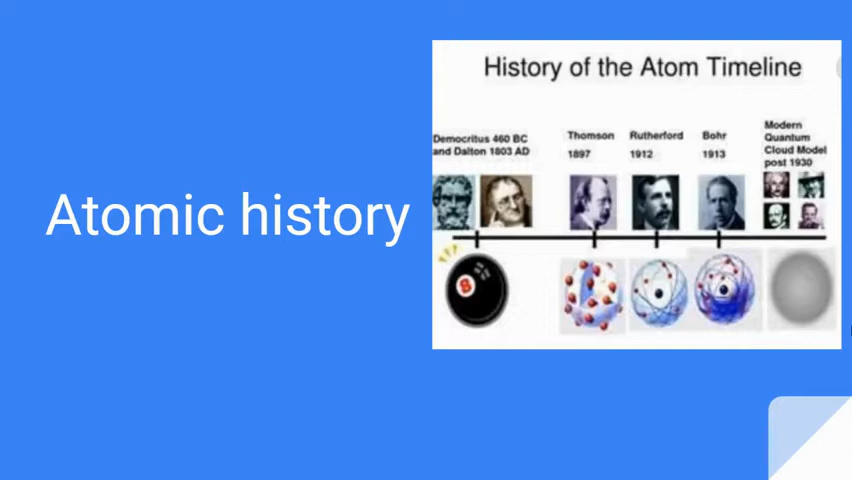 Atomic history
History of the Atom Timeline
Democritus 460 BC
and Dalton 1803 AD
Thomson
1897
Rutherford
1912
Bohr
1913
Modern
Quantum
Cloud Model
post 1930
8